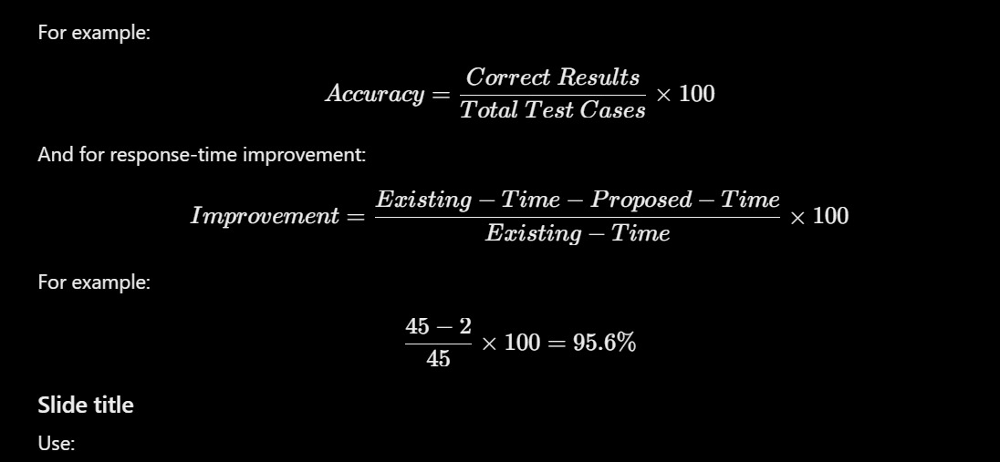 For example:
Accuracy = Correct Results / Total Test Cases × 100
And for response-time improvement:
Improvement = Existing − Time − Proposed − Time / Existing − Time × 100
For example:
45 − 2 / 45 × 100 = 95.6%
Slide title
Use: